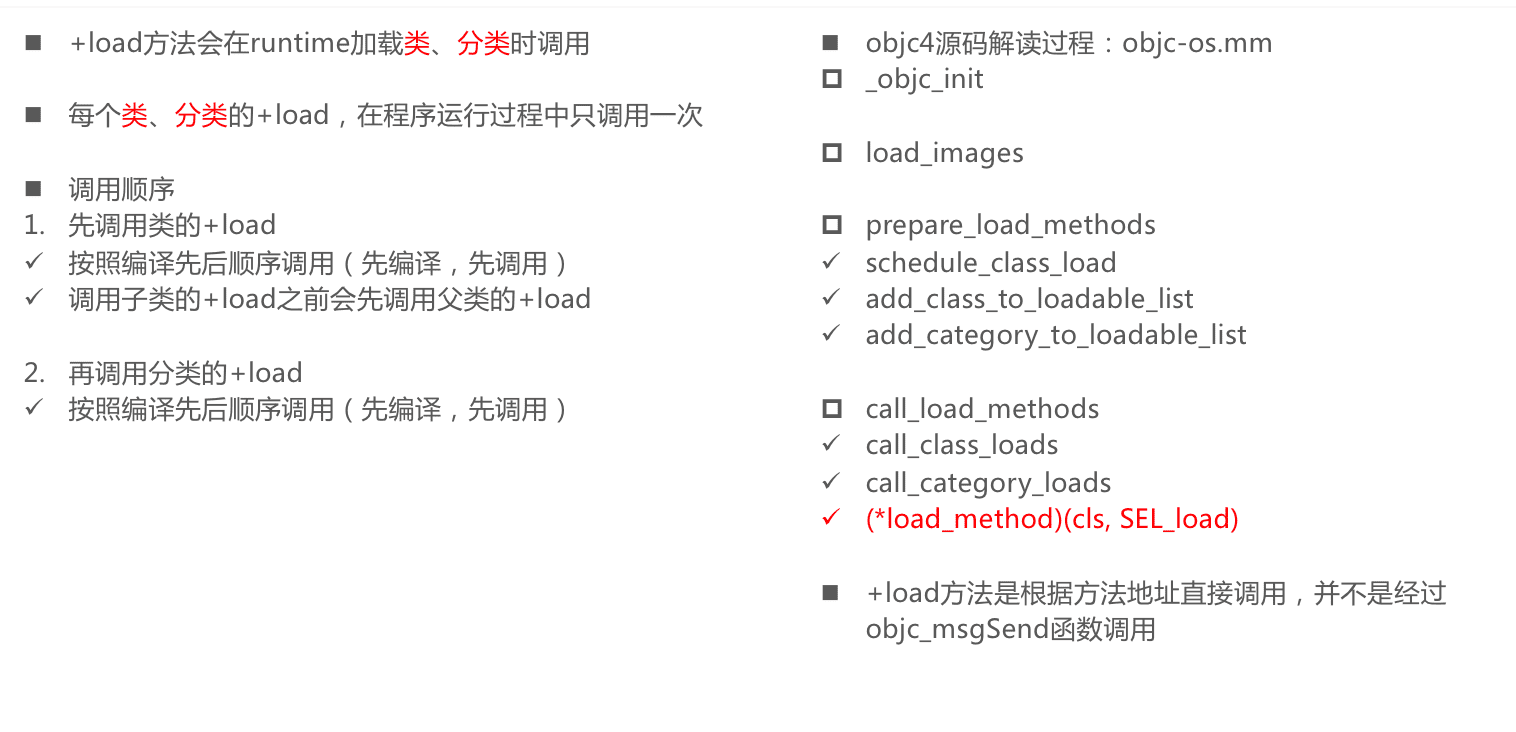 ■ +load方法会在runtime加载类、分类时调用
■ 每个类、分类的+load，在程序运行过程中只调用一次
■ 调用顺序
1. 先调用类的+load
✓ 按照编译先后顺序调用（先编译，先调用）
✓ 调用子类的+load之前会先调用父类的+load
2. 再调用分类的+load
✓ 按照编译先后顺序调用（先编译，先调用）
■ objc4源码解读过程：objc-os.mm
□ _objc_init
□ load_images
□ prepare_load_methods
✓ schedule_class_load
✓ add_class_to_loadable_list
✓ add_category_to_loadable_list
□ call_load_methods
✓ call_class_loads
✓ call_category_loads
✓ (*load_method)(cls, SEL_load)
■ +load方法是根据方法地址直接调用，并不是经过
objc_msgSend函数调用